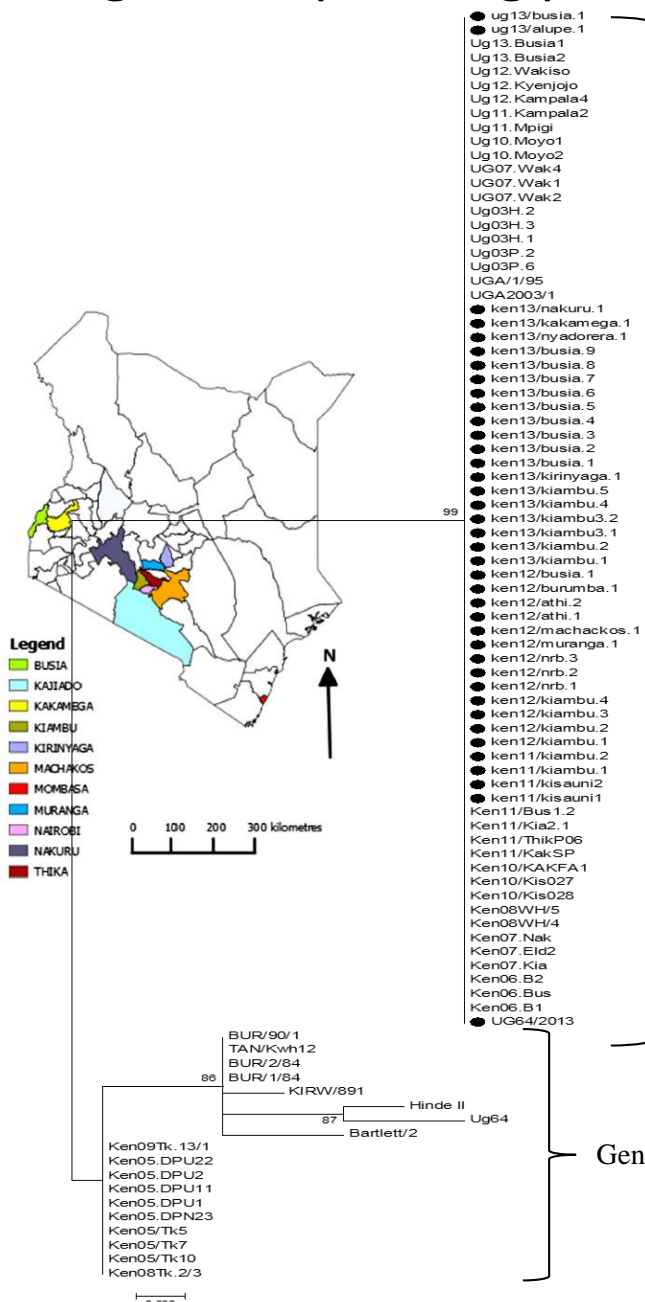 ug13/busia.1
ug13/alupe.1
Ug13.Busia1
Ug13.Busia2
Ug12.Wakiso
Ug12.Kyenjojo
Ug12.Kampala4
Ug11.Kampala2
Ug11.Mpigi
Ug10.Moyo1
Ug10.Moyo2
UG07.Wak4
UG07.Wak1
UG07.Wak2
Ug03H.2
Ug03H.3
Ug03H.1
Ug03P.2
Ug03P.6
UGA/1/95
UGA2003/1
ken13/nakuru.1
ken13/kakamega.1
ken13/nyadorera.1
ken13/busia.9
ken13/busia.8
ken13/busia.7
ken13/busia.6
ken13/busia.5
ken13/busia.4
ken13/busia.3
ken13/busia.2
ken13/busia.1
ken13/kirinyaga.1
ken13/kiambu.5
ken13/kiambu.4
99
ken13/kiambu3.2
ken13/kiambu3.1
ken13/kiambu.2
ken13/kiambu.1
ken12/busia.1
ken12/burumba.1
ken12/athi.2
ken12/athi.1
ken12/machackos.1
ken12/muranga.1
ken12/nrb.3
ken12/nrb.2
ken12/nrb.1
ken12/kiambu.4
ken12/kiambu.3
ken12/kiambu.2
ken12/kiambu.1
ken11/kiambu.2
ken11/kiambu.1
ken11/kisauni2
ken11/kisauni1
Ken11/Bus1.2
Ken11/Kia2.1
Ken11/ThikP06
Ken11/KakSP
Ken10/KAKFA1
Ken10/Kis027
Ken10/Kis028
Ken08WH/5
Ken08WH/4
Ken07.Nak
Ken07.Eld2
Ken07.Kia
Ken06.B2
Ken06.Bus
Ken06.B1
UG64/2013
Legend
BUSIA
KAJIADO
KAKAMEGA
KIAMBU
KIRINYAGA
MACHAKOS
MOMBASA
MURANGA
NAIROBI
NAKURU
THIKA
N
0 100 200 300 kilometres
BUR/90/1
TAN/Kwh12
BUR/2/84
86
BUR/1/84
KIRW/891
Hinde II
87
Ug64
Bartlett/2
Ken09Tk.13/1
Ken05.DPU22
Ken05.DPU2
Ken05.DPU11
Ken05.DPU1
Ken05.DPN23
Ken05/Tk5
Ken05/Tk7
Ken05/Tk10
Ken08Tk.2/3
Gen